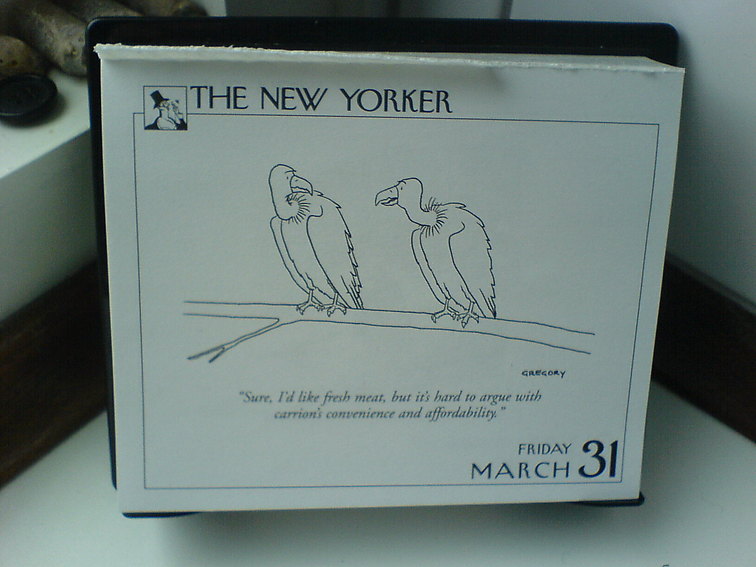 THE NEW YORKER
GREGORY
"Sure, I'd like fresh meat, but it's hard to argue with
carrion's convenience and affordability."
FRIDAY
MARCH 31